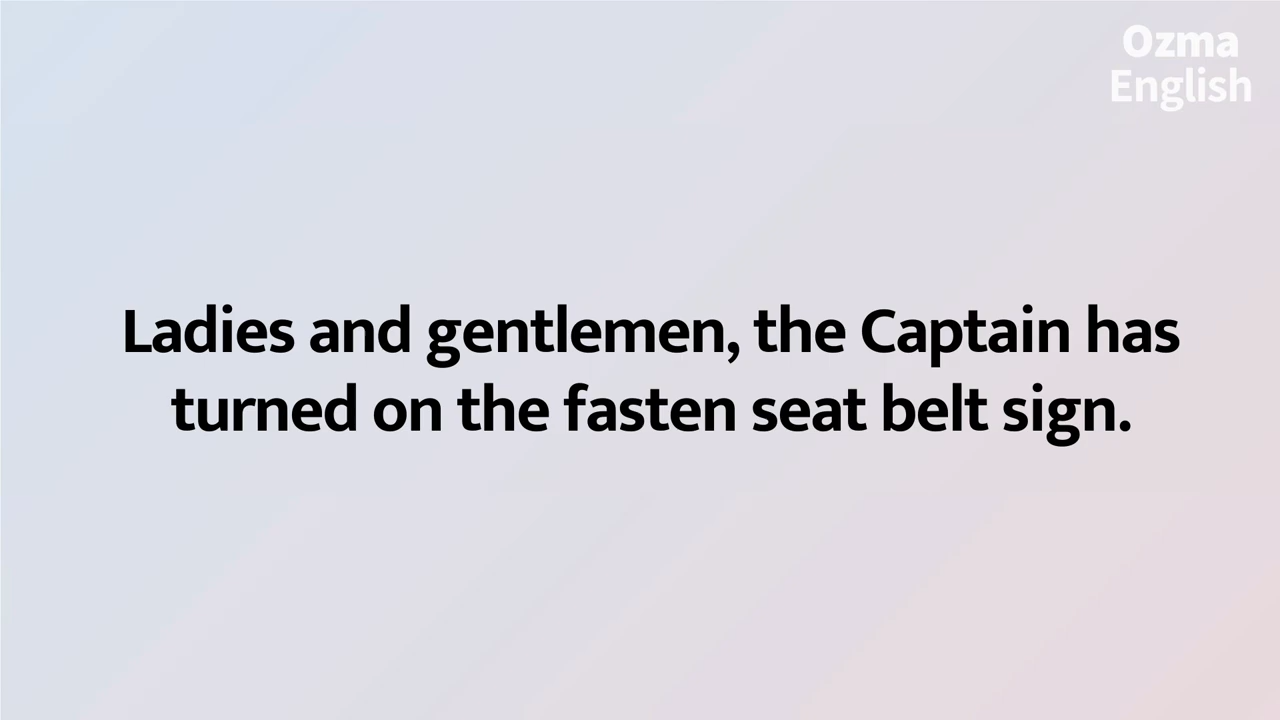 Ozma
English
Ladies and gentlemen, the Captain has
turned on the fasten seat belt sign.